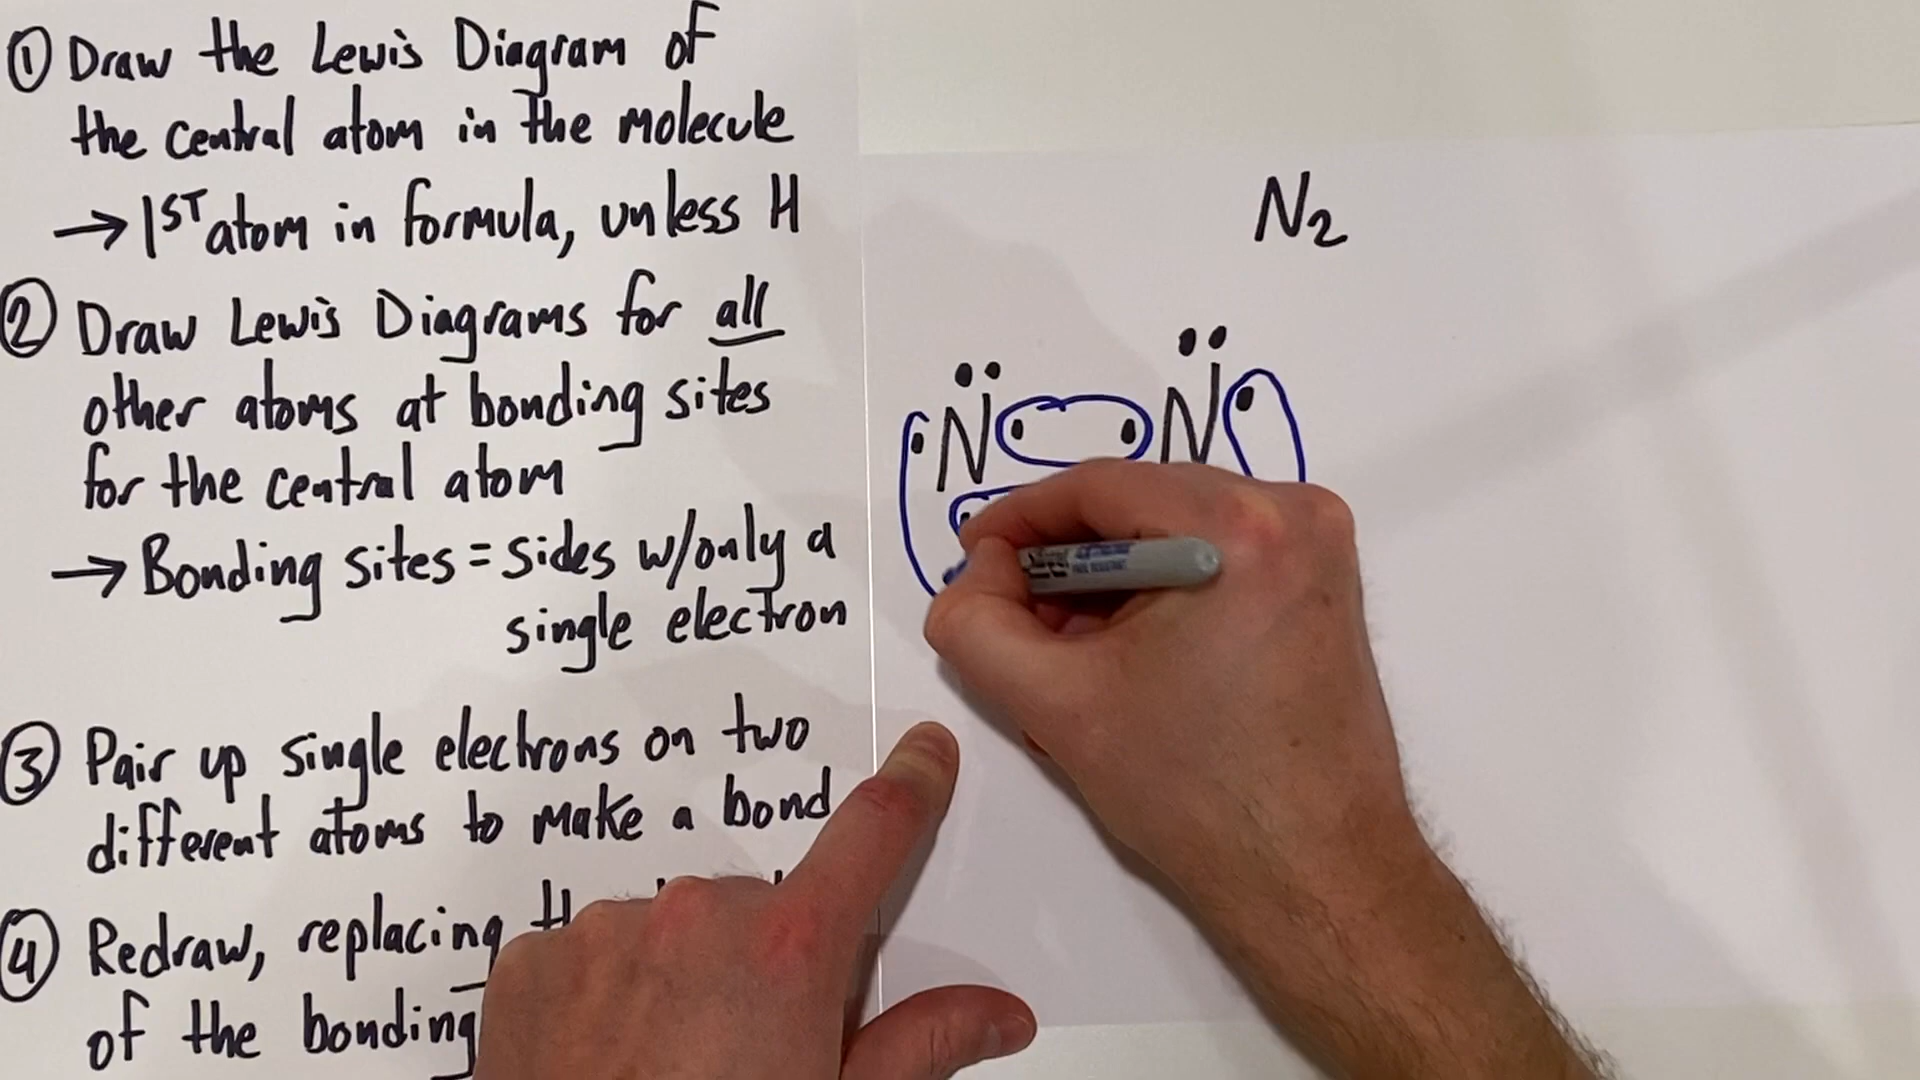 ① Draw the Lewis Diagram of
the central atom in the molecule
→ 1ST atom in formula, unless H
② Draw Lewis Diagrams for all
other atoms at bonding sites
for the central atom
→ Bonding sites = sides w/only a
single electron
③ Pair up single electrons on two
different atoms to make a bond
④ Redraw, replacing
of the bonding
N2
N N